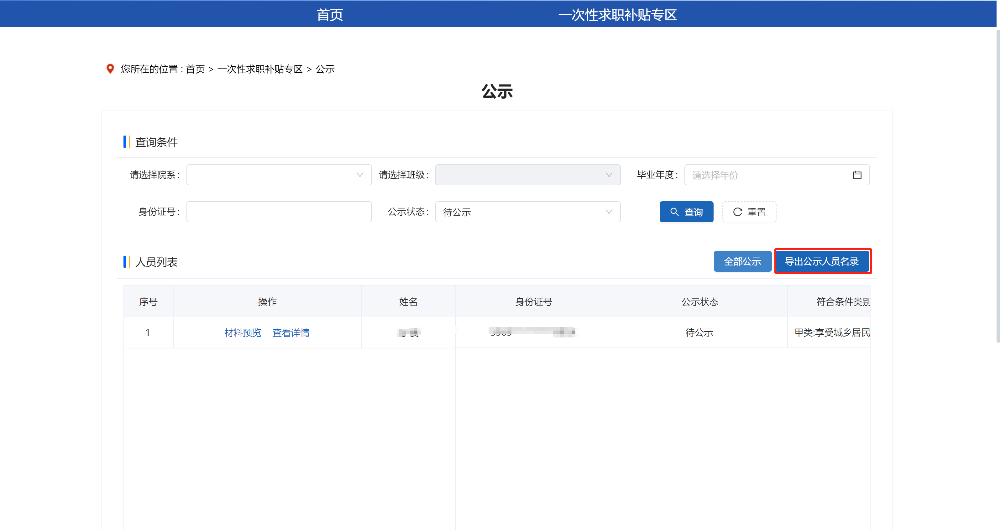 首页 一次性求职补贴专区
您所在的位置 : 首页 > 一次性求职补贴专区 > 公示
公示
查询条件
请选择院系 : 请选择班级 : 毕业年度 : 请选择年份
身份证号 : 公示状态 : 待公示 查询 重置
人员列表 全部公示 导出公示人员名录
序号 操作 姓名 身份证号 公示状态 符合条件类别
1 材料预览 查看详情 待公示 甲类:享受城乡居民